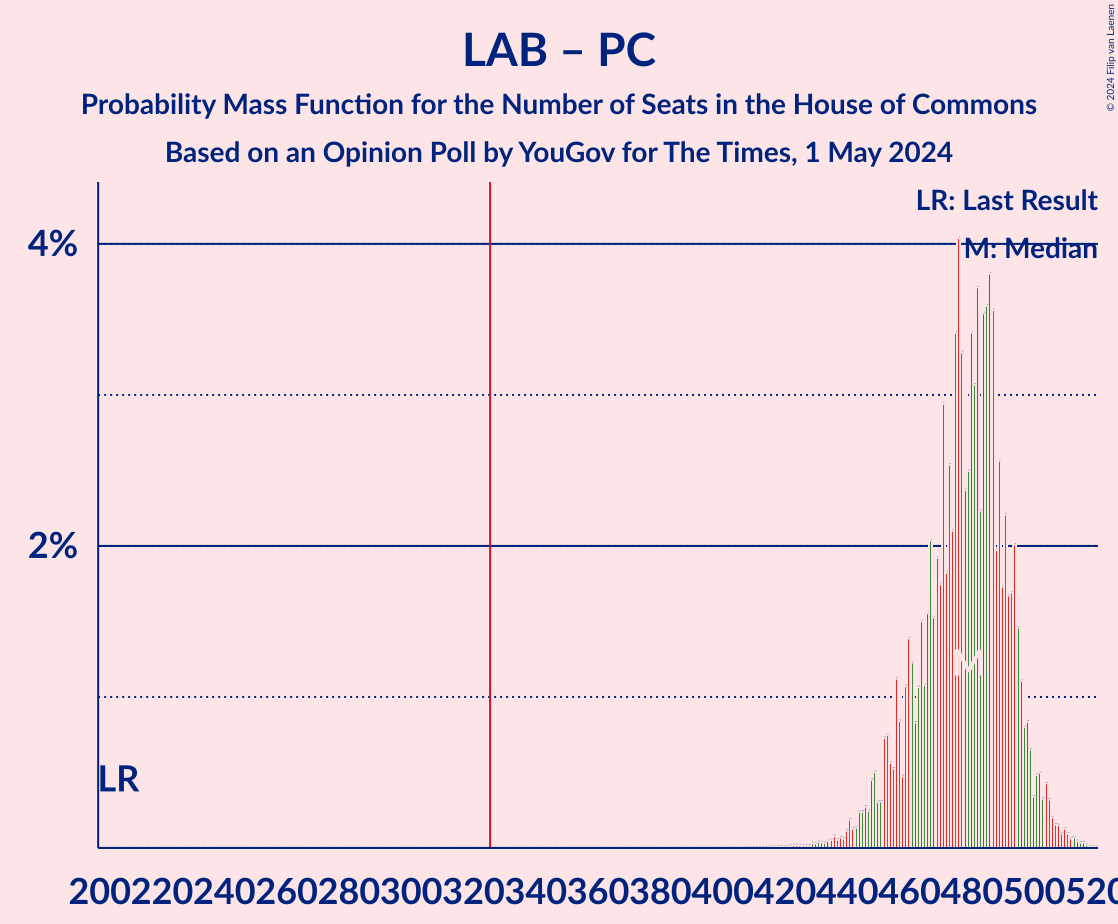 LAB – PC
Probability Mass Function for the Number of Seats in the House of Commons
Based on an Opinion Poll by YouGov for The Times, 1 May 2024
© 2024 Filip van Laenen
LR: Last Result
M: Median
4%
2%
LR
M
200220240260280300320340360380400420440460480500520